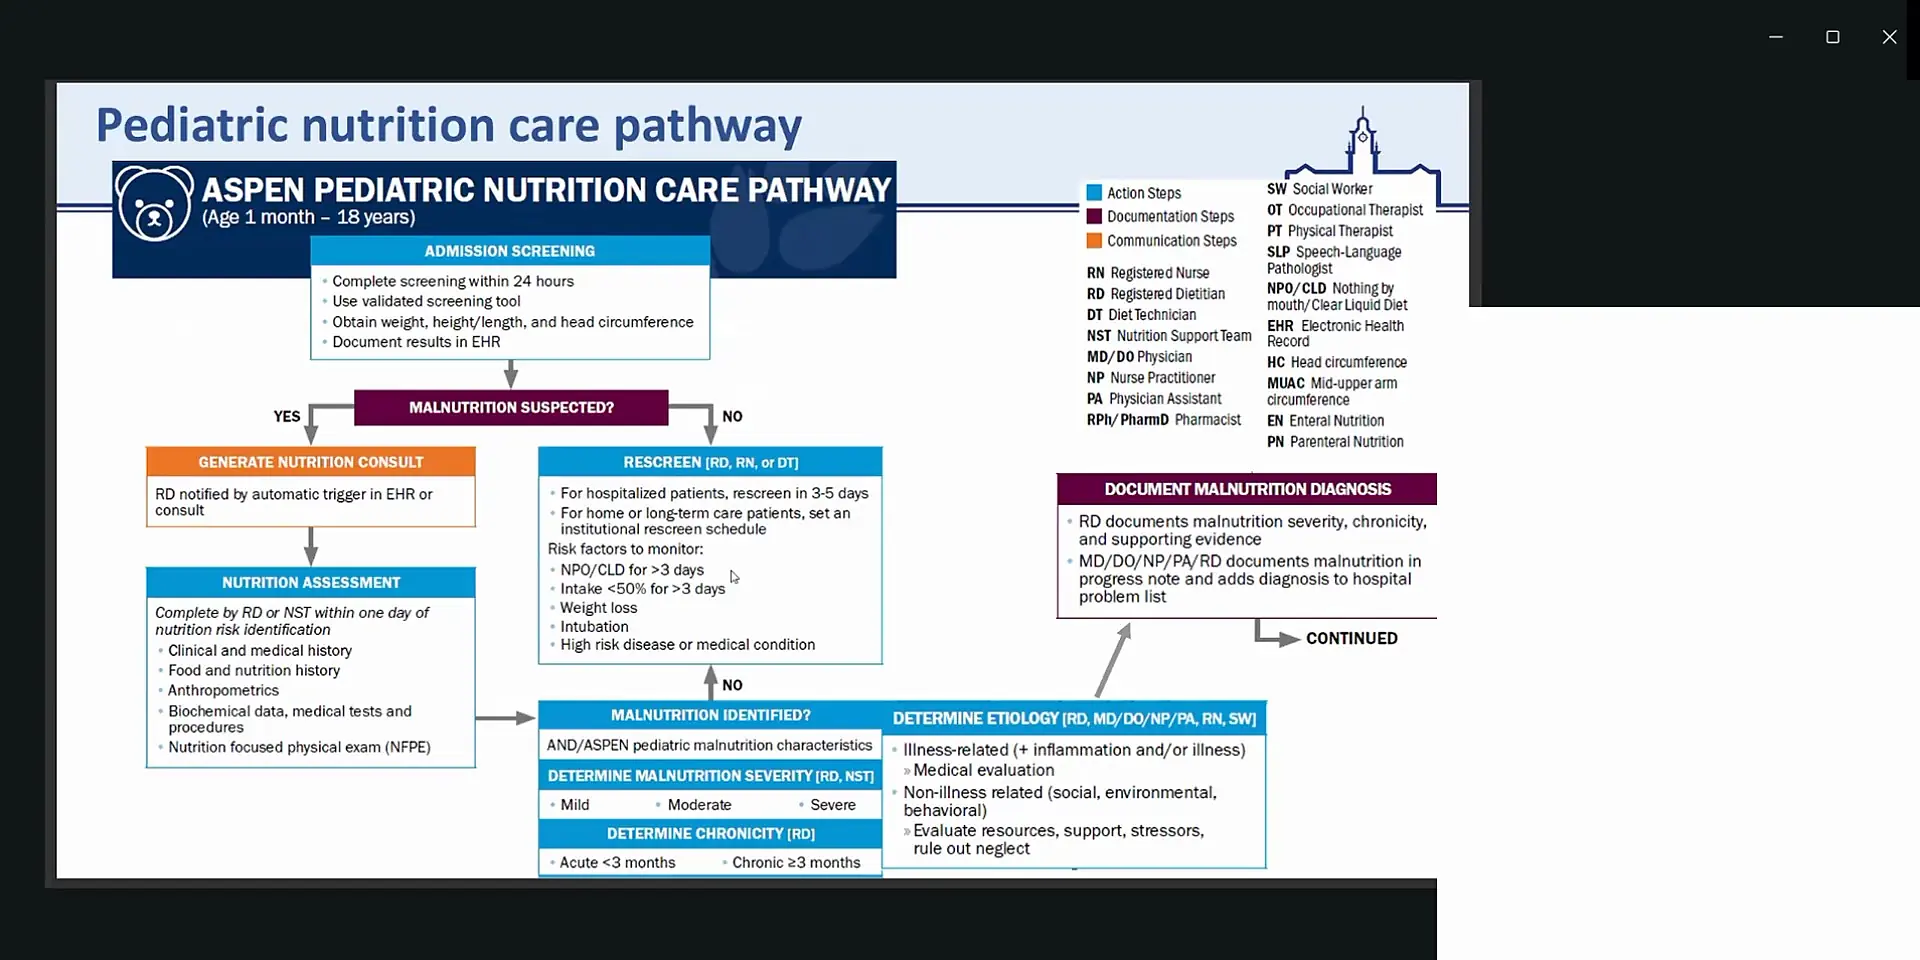 Pediatric nutrition care pathway
ASPEN PEDIATRIC NUTRITION CARE PATHWAY
(Age 1 month – 18 years)
ADMISSION SCREENING
• Complete screening within 24 hours
• Use validated screening tool
• Obtain weight, height/length, and head circumference
• Document results in EHR
MALNUTRITION SUSPECTED?
YES
NO
GENERATE NUTRITION CONSULT
RD notified by automatic trigger in EHR or
consult
NUTRITION ASSESSMENT
Complete by RD or NST within one day of
nutrition risk identification
• Clinical and medical history
• Food and nutrition history
• Anthropometrics
• Biochemical data, medical tests and
procedures
• Nutrition focused physical exam (NFPE)
RESCREEN [RD, RN, or DT]
• For hospitalized patients, rescreen in 3-5 days
• For home or long-term care patients, set an
institutional rescreen schedule
Risk factors to monitor:
• NPO/CLD for >3 days
• Intake <50% for >3 days
• Weight loss
• Intubation
• High risk disease or medical condition
NO
MALNUTRITION IDENTIFIED?
AND/ASPEN pediatric malnutrition characteristics
DETERMINE MALNUTRITION SEVERITY [RD, NST]
• Mild • Moderate • Severe
DETERMINE CHRONICITY [RD]
• Acute <3 months • Chronic ≥3 months
DETERMINE ETIOLOGY [RD, MD/DO/NP/PA, RN, SW]
• Illness-related (+ inflammation and/or illness)
» Medical evaluation
• Non-illness related (social, environmental,
behavioral)
» Evaluate resources, support, stressors,
rule out neglect
Action Steps
Documentation Steps
Communication Steps
RN Registered Nurse
RD Registered Dietitian
DT Diet Technician
NST Nutrition Support Team
MD/DO Physician
NP Nurse Practitioner
PA Physician Assistant
RPh/PharmD Pharmacist
SW Social Worker
OT Occupational Therapist
PT Physical Therapist
SLP Speech-Language
Pathologist
NPO/CLD Nothing by
mouth/Clear Liquid Diet
EHR Electronic Health
Record
HC Head circumference
MUAC Mid-upper arm
circumference
EN Enteral Nutrition
PN Parenteral Nutrition
DOCUMENT MALNUTRITION DIAGNOSIS
• RD documents malnutrition severity, chronicity,
and supporting evidence
• MD/DO/NP/PA/RD documents malnutrition in
progress note and adds diagnosis to hospital
problem list
CONTINUED